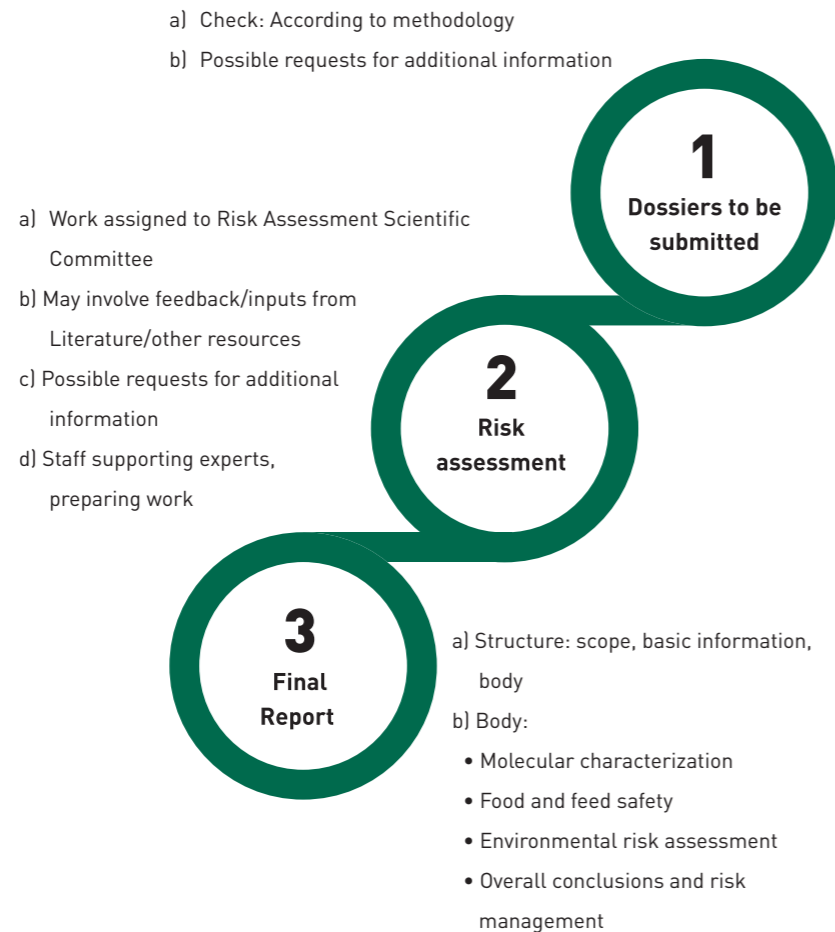 a) Check: According to methodology
b) Possible requests for additional information
1
Dossiers to be
submitted
a) Work assigned to Risk Assessment Scientific
Committee
b) May involve feedback/inputs from
Literature/other resources
c) Possible requests for additional
information
d) Staff supporting experts,
preparing work
2
Risk
assessment
3
Final
Report
a) Structure: scope, basic information,
body
b) Body:
• Molecular characterization
• Food and feed safety
• Environmental risk assessment
• Overall conclusions and risk
management